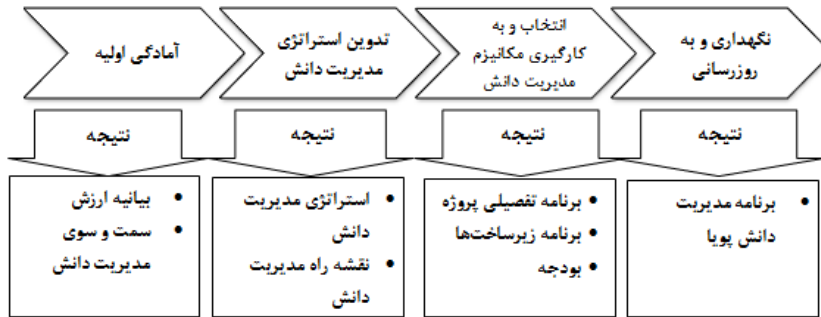 آمادگی اولیه
تدوین استراتژی
مدیریت دانش
انتخاب و به
کارگیری مکانیزم
مدیریت دانش
نگهداری و به
روزرسانی
نتیجه
نتیجه
نتیجه
نتیجه
• بیانیه ارزش
• سمت و سوی
مدیریت دانش
• استراتژی مدیریت
دانش
• نقشه راه مدیریت
دانش
• برنامه تفصیلی پروژه
• برنامه زیرساخت‌ها
• بودجه
• برنامه مدیریت
دانش پویا